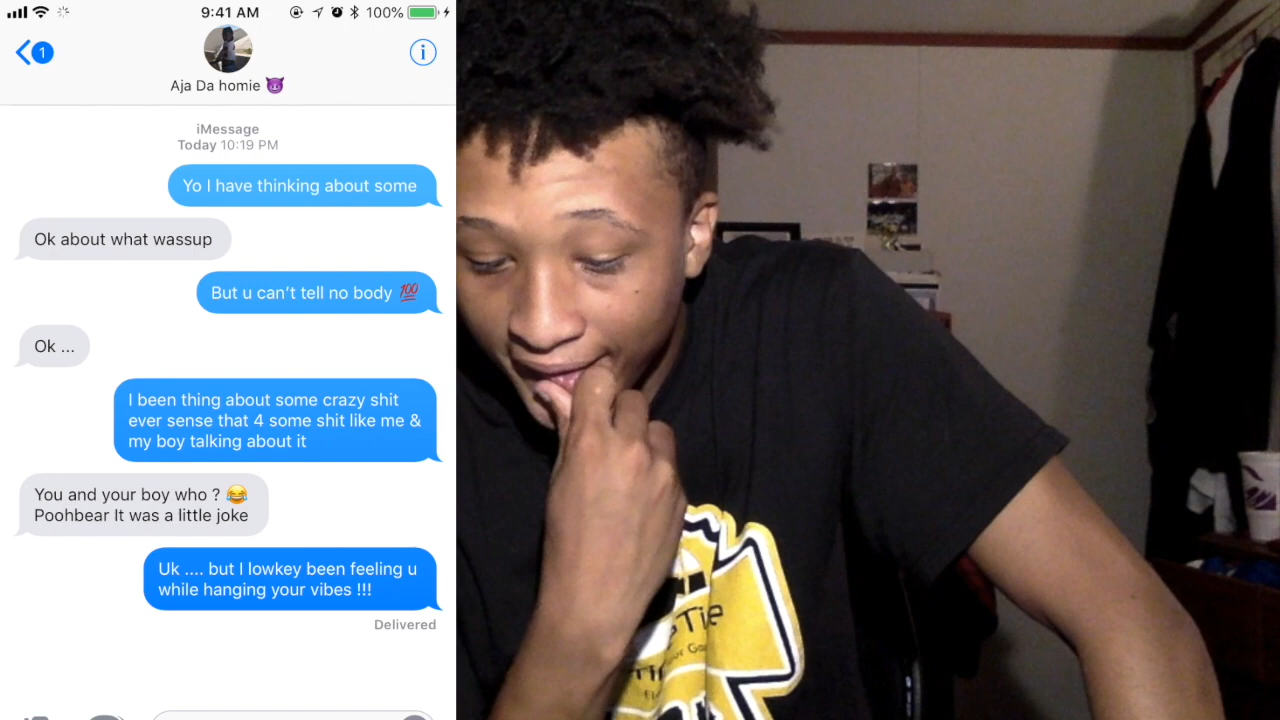 9:41 AM
100%
1
Aja Da homie 😈
iMessage
Today 10:19 PM
Yo I have thinking about some
Ok about what wassup
But u can't tell no body 💯
Ok ...
I been thing about some crazy shit
ever sense that 4 some shit like me &
my boy talking about it
You and your boy who ? 😂
Poohbear It was a little joke
Uk .... but I lowkey been feeling u
while hanging your vibes !!!
Delivered